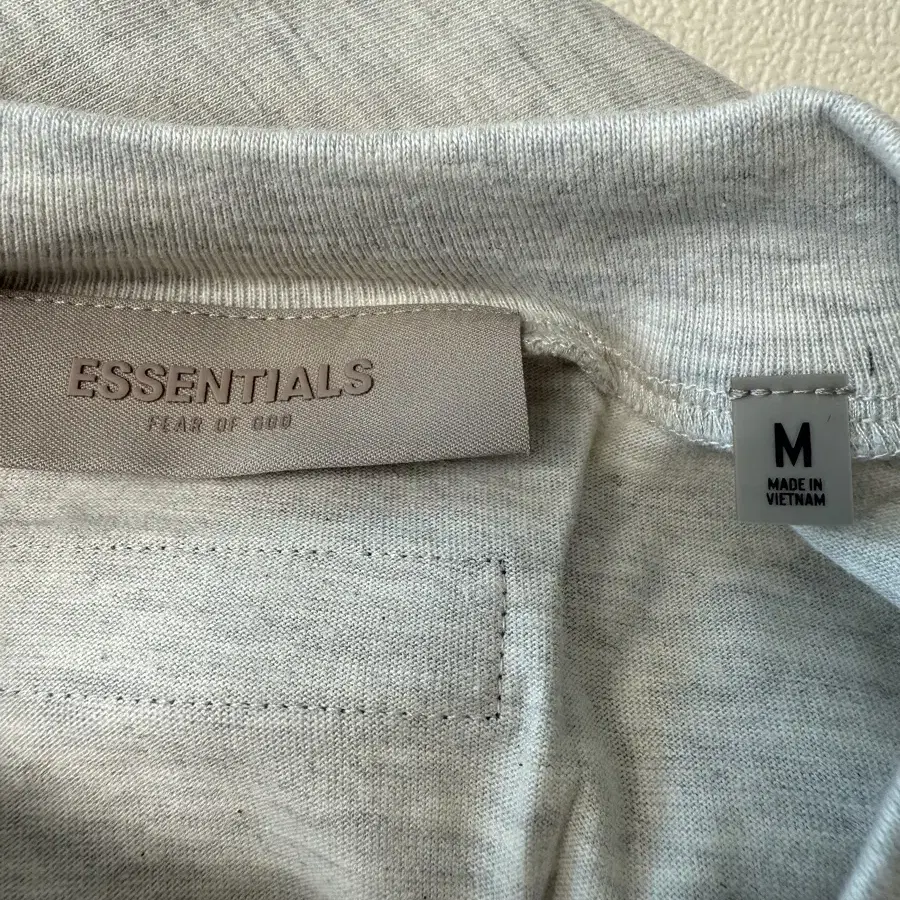 ESSENTIALS
FEAR OF GOD
M
MADE IN
VIETNAM